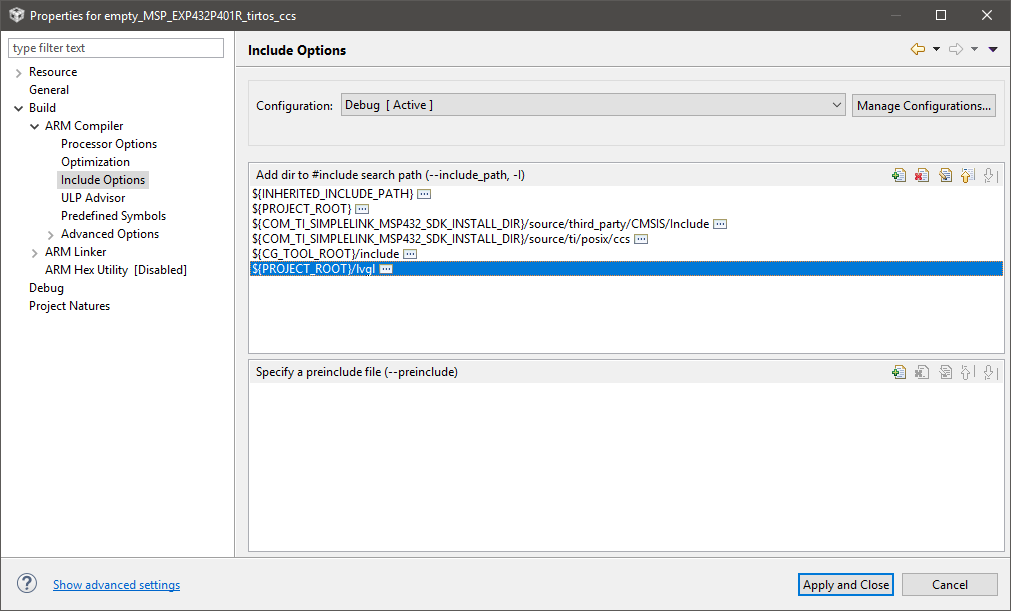 Properties for empty_MSP_EXP432P401R_tirtos_ccs
type filter text
Include Options
Resource
General
Build
ARM Compiler
Processor Options
Optimization
Include Options
ULP Advisor
Predefined Symbols
Advanced Options
ARM Linker
ARM Hex Utility [Disabled]
Debug
Project Natures
Configuration: Debug [ Active ] Manage Configurations...
Add dir to #include search path (--include_path, -I)
${INHERITED_INCLUDE_PATH}
${PROJECT_ROOT}
${COM_TI_SIMPLELINK_MSP432_SDK_INSTALL_DIR}/source/third_party/CMSIS/Include
${COM_TI_SIMPLELINK_MSP432_SDK_INSTALL_DIR}/source/ti/posix/ccs
${CG_TOOL_ROOT}/include
${PROJECT_ROOT}/lvgl
Specify a preinclude file (--preinclude)
? Show advanced settings Apply and Close Cancel